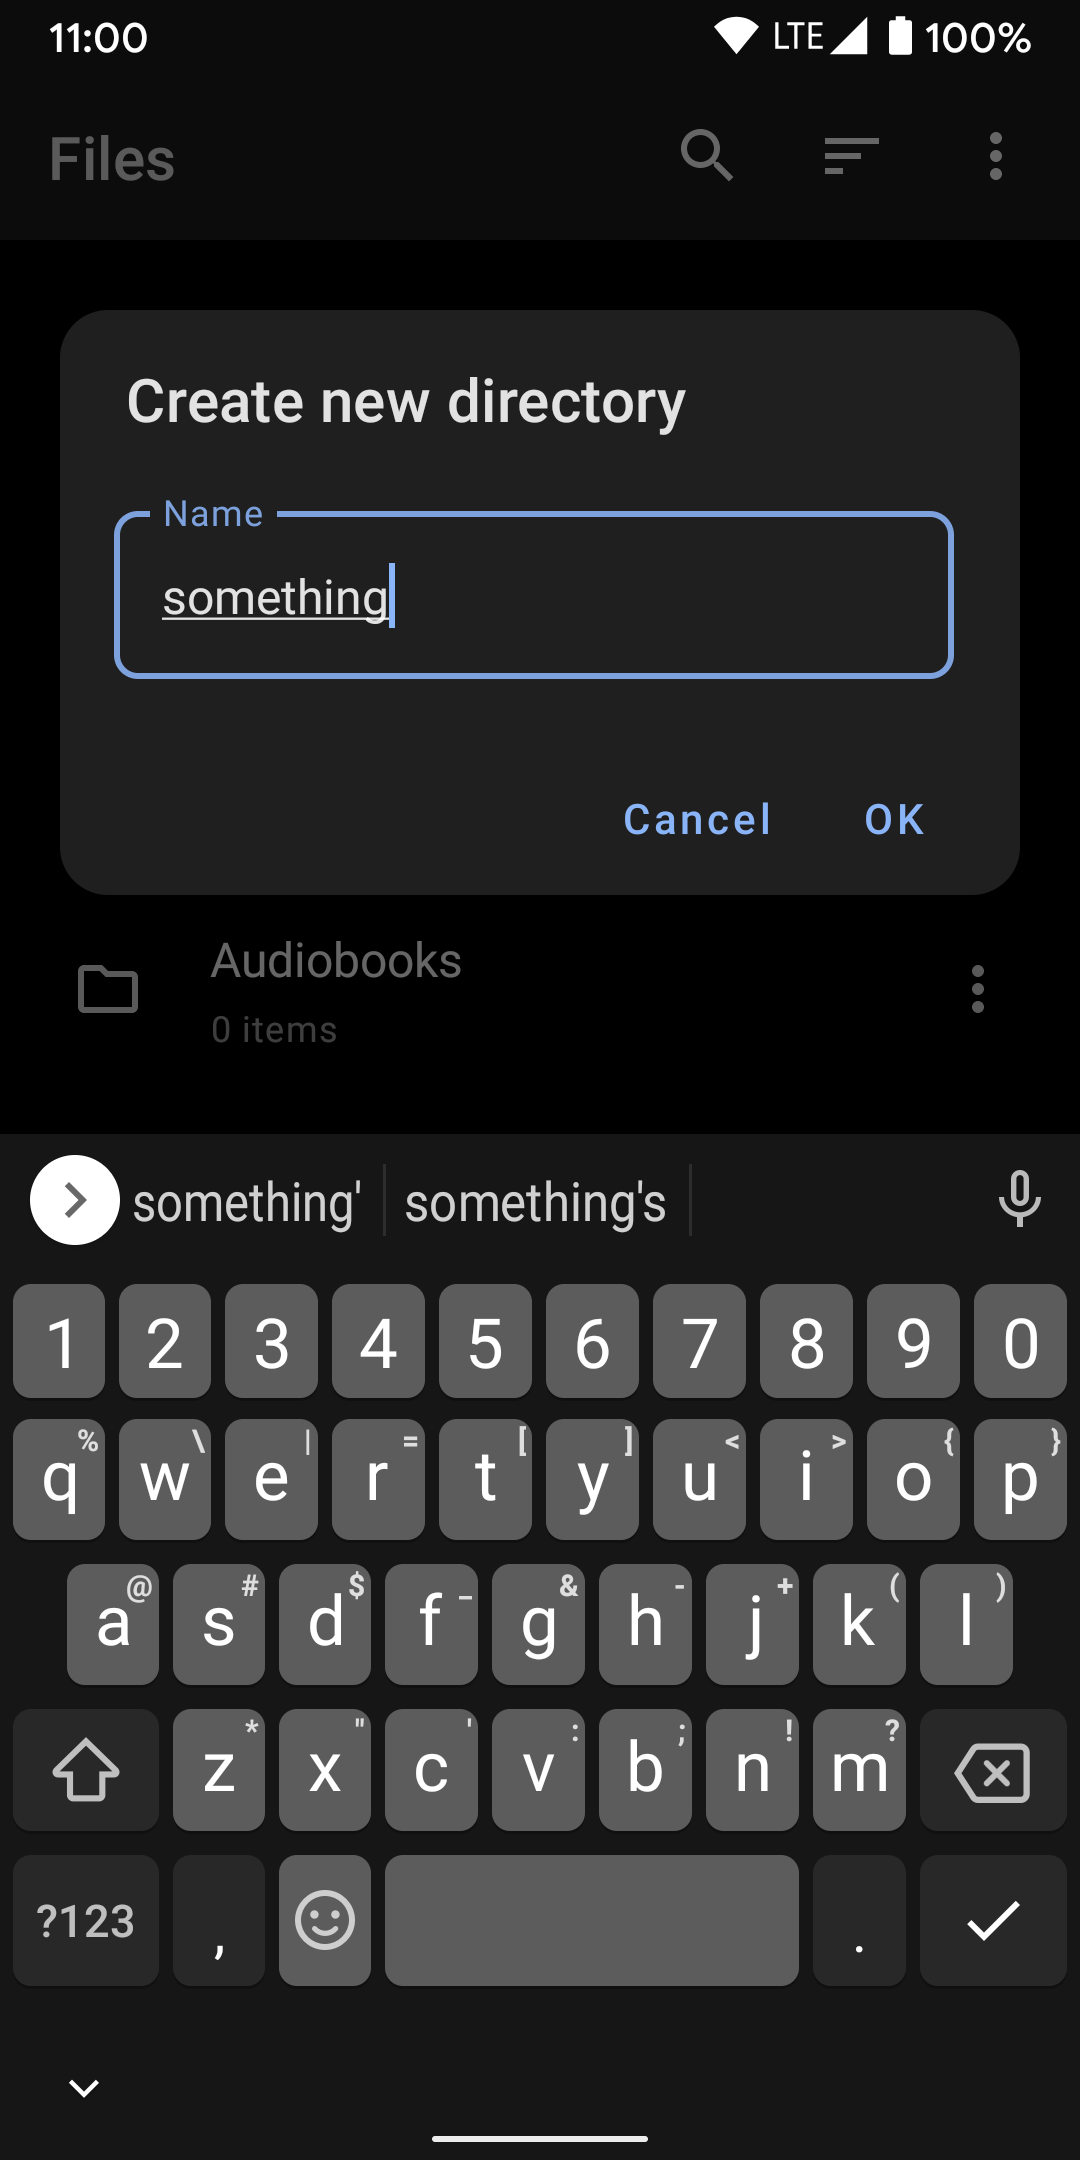 11:00 LTE 100%
Files
Create new directory
Name
something
Cancel OK
Audiobooks
0 items
something' something's
1 2 3 4 5 6 7 8 9 0
% \ | = [ ] < > { }
q w e r t y u i o p
@ # $ _ & - + ( )
a s d f g h j k l
* " ' : ; ! ?
z x c v b n m
?123 , .